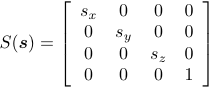 S(s) = [ s_x 0 0 0
0 s_y 0 0
0 0 s_z 0
0 0 0 1 ]